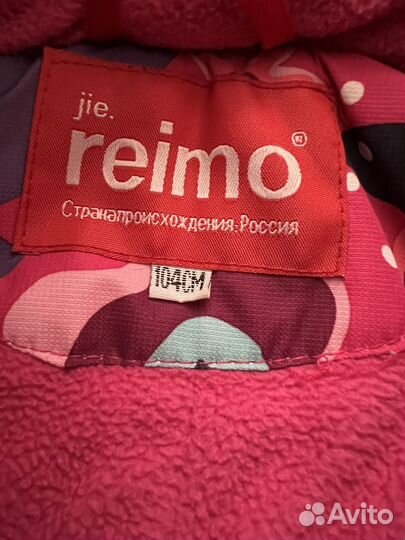 jie.
reimo®
Странапроисхождения:Россия
104CM
Avito